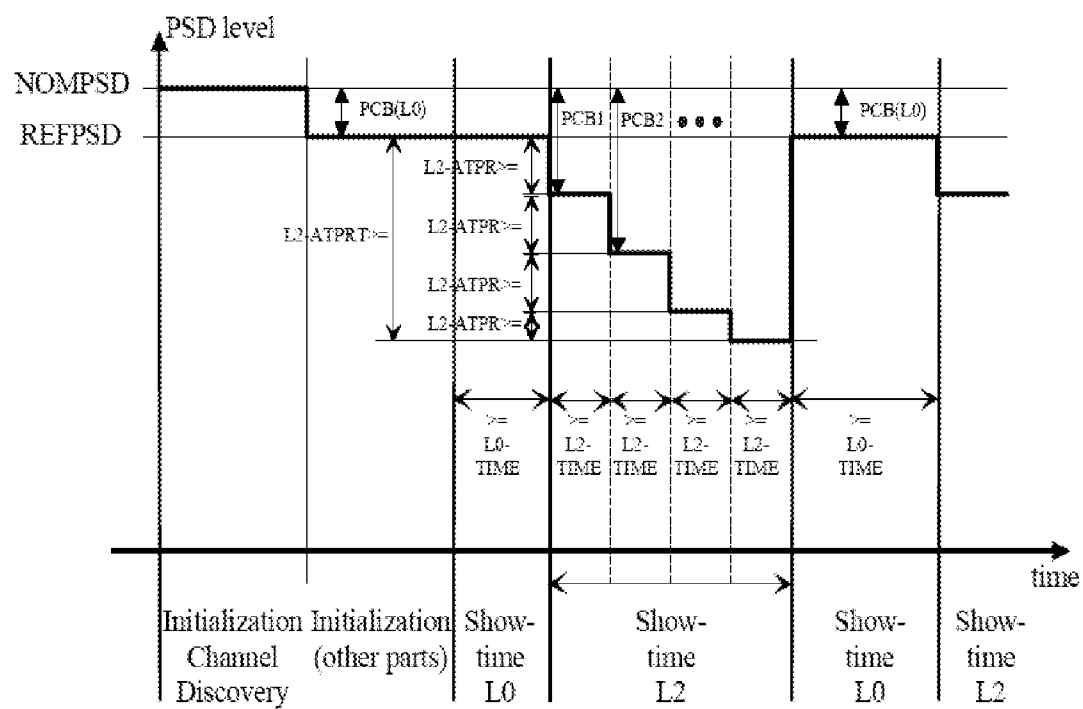 PSD level
NOMPSD
PCB(L0)
PCB1
PCB2
PCB(L0)
REFPSD
L2-ATPR>=
L2-ATPRT>=
L2-ATPR>=
L2-ATPR>=
L2-ATPR>=
>=
L0-
TIME
>=
L2-
TIME
>=
L2-
TIME
>=
L2-
TIME
>=
L2-
TIME
>=
L0-
TIME
time
Initialization
Channel
Discovery
Initialization
(other parts)
Show-
time
L0
Show-
time
L2
Show-
time
L0
Show-
time
L2